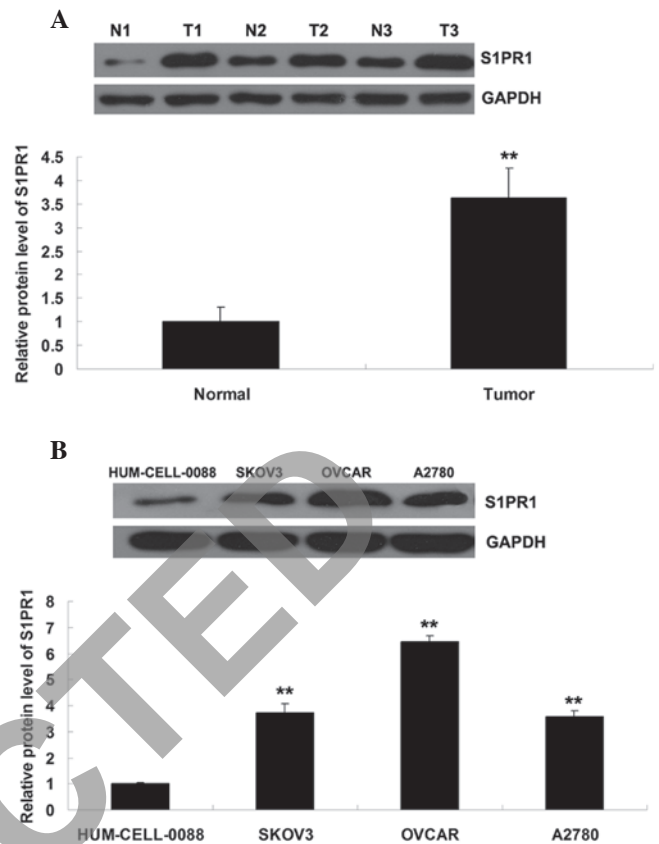 A
N1 T1 N2 T2 N3 T3
S1PR1
GAPDH
Relative protein level of S1PR1
4.5
4
3.5
3
2.5
2
1.5
1
0.5
0
**
Normal Tumor
B
HUM-CELL-0088 SKOV3 OVCAR A2780
S1PR1
GAPDH
Relative protein level of S1PR1
8
7
6
5
4
3
2
1
0
**
**
**
HUM-CELL-0088 SKOV3 OVCAR A2780
CTED